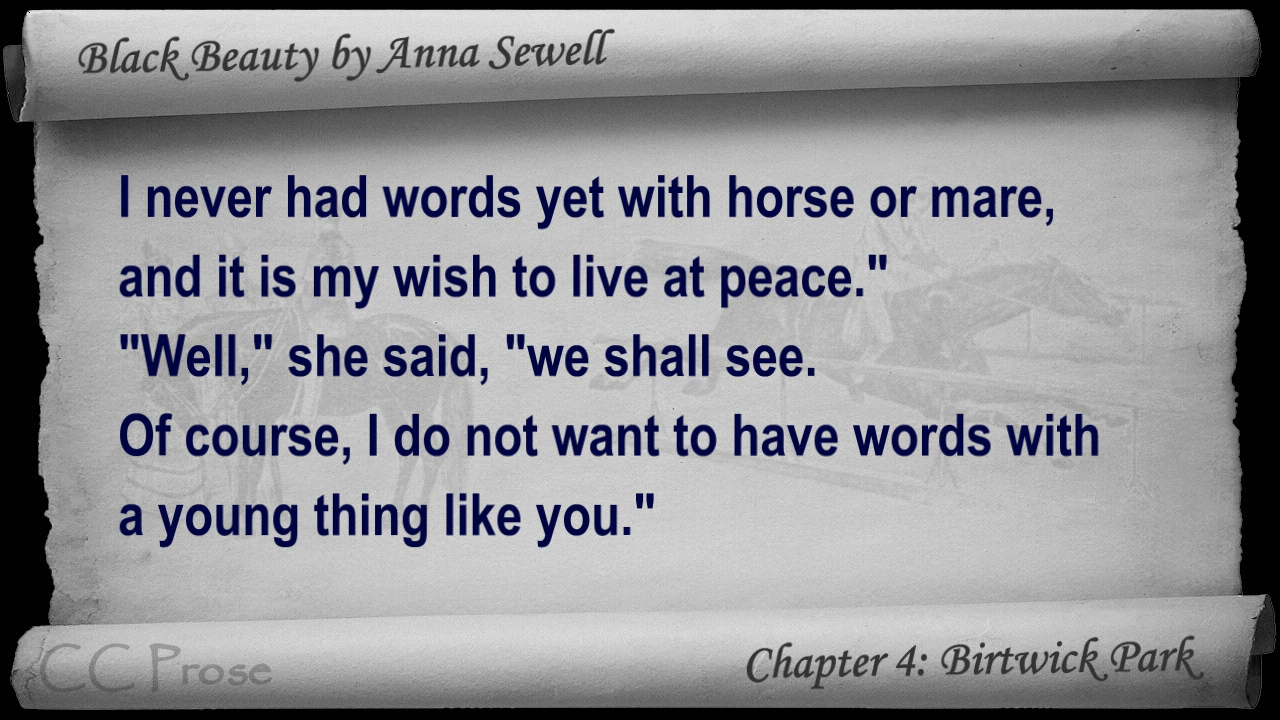 Black Beauty by Anna Sewell
I never had words yet with horse or mare,
and it is my wish to live at peace."
"Well," she said, "we shall see.
Of course, I do not want to have words with
a young thing like you."
CC Prose
Chapter 4: Birtwick Park